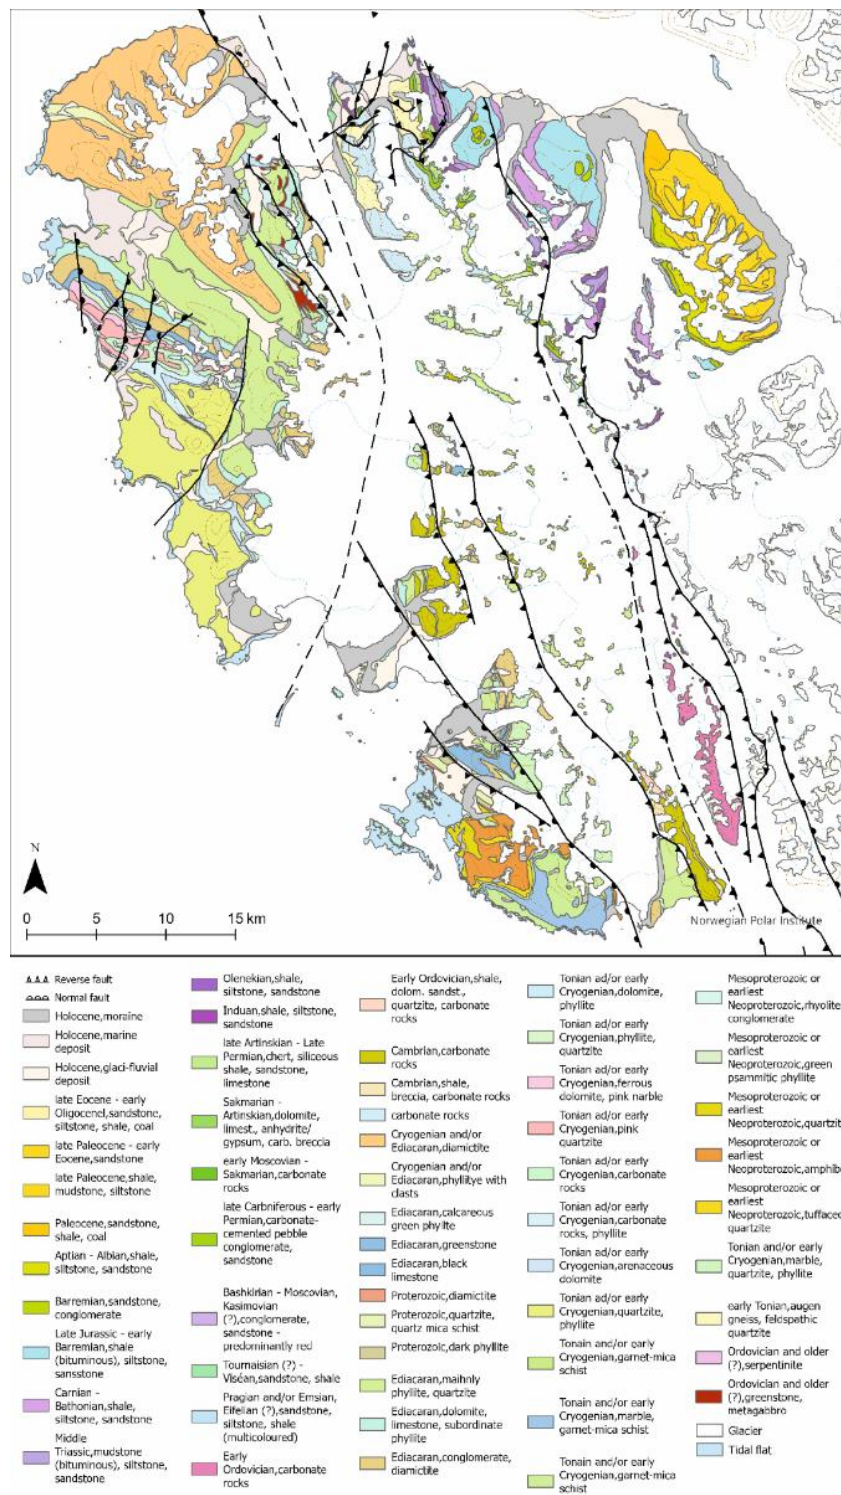 N
0 5 10 15 km
Norwegian Polar Institute
Reverse fault
Normal fault
Holocene,moraine
Holocene,marine
deposit
Holocene,glaci-fluvial
deposit
late Eocene - early
Oligocenel,sandstone,
siltstone, shale, coal
late Paleocene - early
Eocene,sandstone
late Paleocene,shale,
mudstone, siltstone
Paleocene,sandstone,
shale, coal
Aptian - Albian,shale,
siltstone, sandstone
Barremian,sandstone,
conglomerate
Late Jurassic - early
Barremian,shale
(bituminous), siltstone,
sansstone
Carnian -
Bathonian,shale,
siltstone, sandstone
Middle
Triassic,mudstone
(bituminous), siltstone,
sandstone
Olenekian,shale,
siltstone, sandstone
Induan,shale, siltstone,
sandstone
late Artinskian - Late
Permian,chert, siliceous
shale, sandstone,
limestone
Sakmarian -
Artinskian,dolomite,
limest., anhydrite/
gypsum, carb. breccia
early Moscovian -
Sakmarian,carbonate
rocks
late Carbniferous - early
Permian,carbonate-
cemented pebble
conglomerate,
sandstone
Bashkirian - Moscovian,
Kasimovian
(?),conglomerate,
sandstone -
predominantly red
Tournaisian (?) -
Viséan,sandstone, shale
Pragian and/or Emsian,
Eifelian (?),sandstone,
siltstone, shale
(multicoloured)
Early
Ordovician,carbonate
rocks
Early Ordovician,shale,
dolom. sandst.,
quartzite, carbonate
rocks
Cambrian,carbonate
rocks
Cambrian,shale,
breccia, carbonate rocks
carbonate rocks
Cryogenian and/or
Ediacaran,diamictite
Cryogenian and/or
Ediacaran,phylliitye with
clasts
Ediacaran,calcareous
green phyllite
Ediacaran,greenstone
Ediacaran,black
limestone
Proterozoic,diamictite
Proterozoic,quartzite,
quartz mica schist
Proterozoic,dark phyllite
Ediacaran,maihnly
phyllite, quartzite
Ediacaran,dolomite,
limestone, subordinate
phyllite
Ediacaran,conglomerate,
diamictite
Tonian ad/or early
Cryogenian,dolomite,
phyllite
Tonian ad/or early
Cryogenian,phyllite,
quartzite
Tonian ad/or early
Cryogenian,ferrous
dolomite, pink narble
Tonian ad/or early
Cryogenian,pink
quartzite
Tonian ad/or early
Cryogenian,carbonate
rocks
Tonian ad/or early
Cryogenian,carbonate
rocks, phyllite
Tonian ad/or early
Cryogenian,arenaceous
dolomite
Tonian ad/or early
Cryogenian,quartzite,
phyllite
Tonain and/or early
Cryogenian,garnet-mica
schist
Tonain and/or early
Cryogenian,marble,
garnet-mica schist
Tonain and/or early
Cryogenian,garnet-mica
schist
Mesoproterozoic or
earliest
Neoproterozoic,rhyolite
conglomerate
Mesoproterozoic or
earliest
Neoproterozoic,green
psammitic phyllite
Mesoproterozoic or
earliest
Neoproterozoic,quartzit
Mesoproterozoic or
earliest
Neoproterozoic,amphibo
Mesoproterozoic or
earliest
Neoproterozoic,tuffaceo
quartzite
Tonian and/or early
Cryogenian,marble,
quartzite, phyllite
early Tonian,augen
gneiss, feldspathic
quartzite
Ordovician and older
(?),serpentinite
Ordovician and older
(?),greenstone,
metagabbro
Glacier
Tidal flat